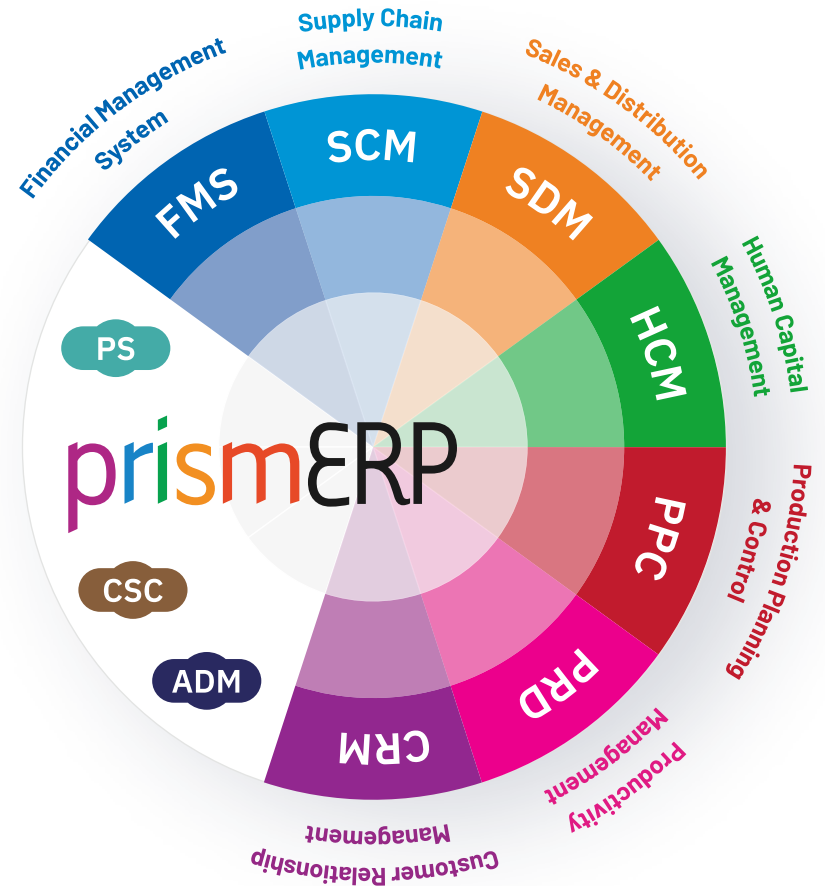 Supply Chain
Management
Financial Management
System
Sales & Distribution
Management
SCM
FMS
SDM
Human Capital
Management
HCM
PS
prismERP
Production Planning
& Control
PPC
CSC
ADM
PRD
Productivity
Management
CRM
Customer Relationship
Management